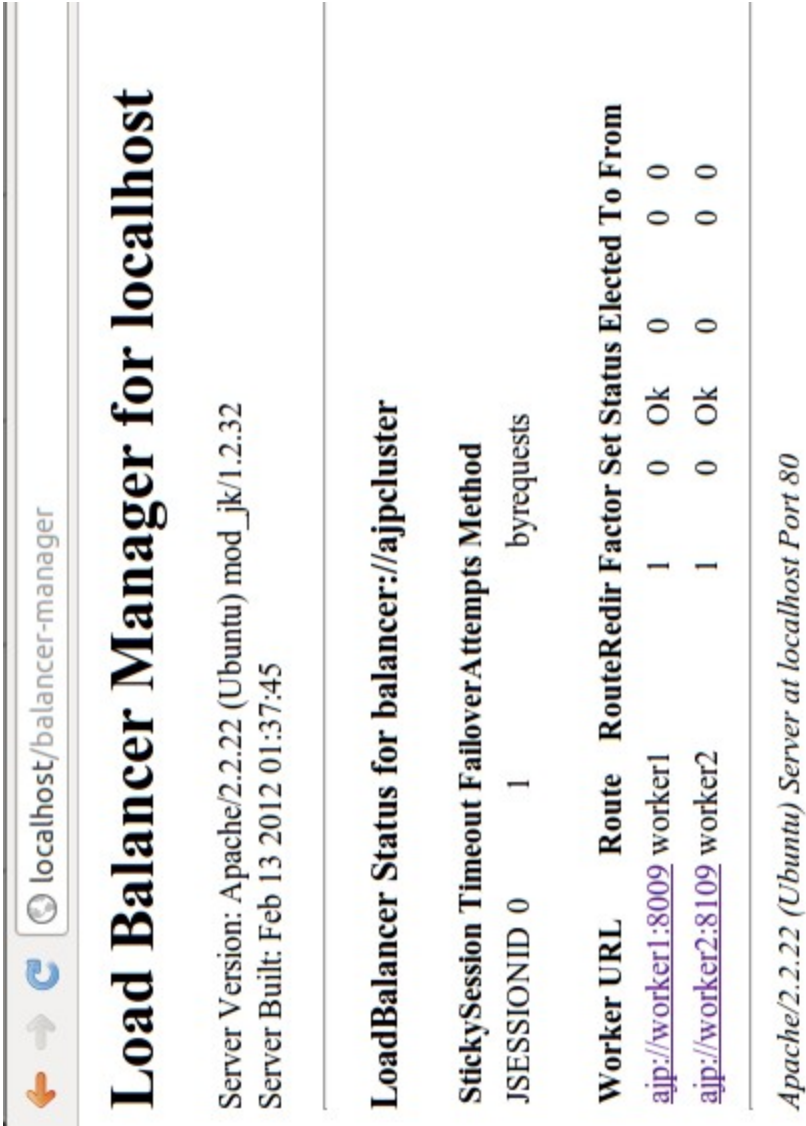 localhost/balancer-manager
Load Balancer Manager for localhost
Server Version: Apache/2.2.22 (Ubuntu) mod_jk/1.2.32
Server Built: Feb 13 2012 01:37:45
LoadBalancer Status for balancer://ajpcluster
StickySession Timeout FailoverAttempts Method
JSESSIONID 0 1 byrequests
Worker URL Route RouteRedir Factor Set Status Elected To From
ajp://worker1:8009 worker1 1 0 Ok 0 0 0
ajp://worker2:8109 worker2 1 0 Ok 0 0 0
Apache/2.2.22 (Ubuntu) Server at localhost Port 80